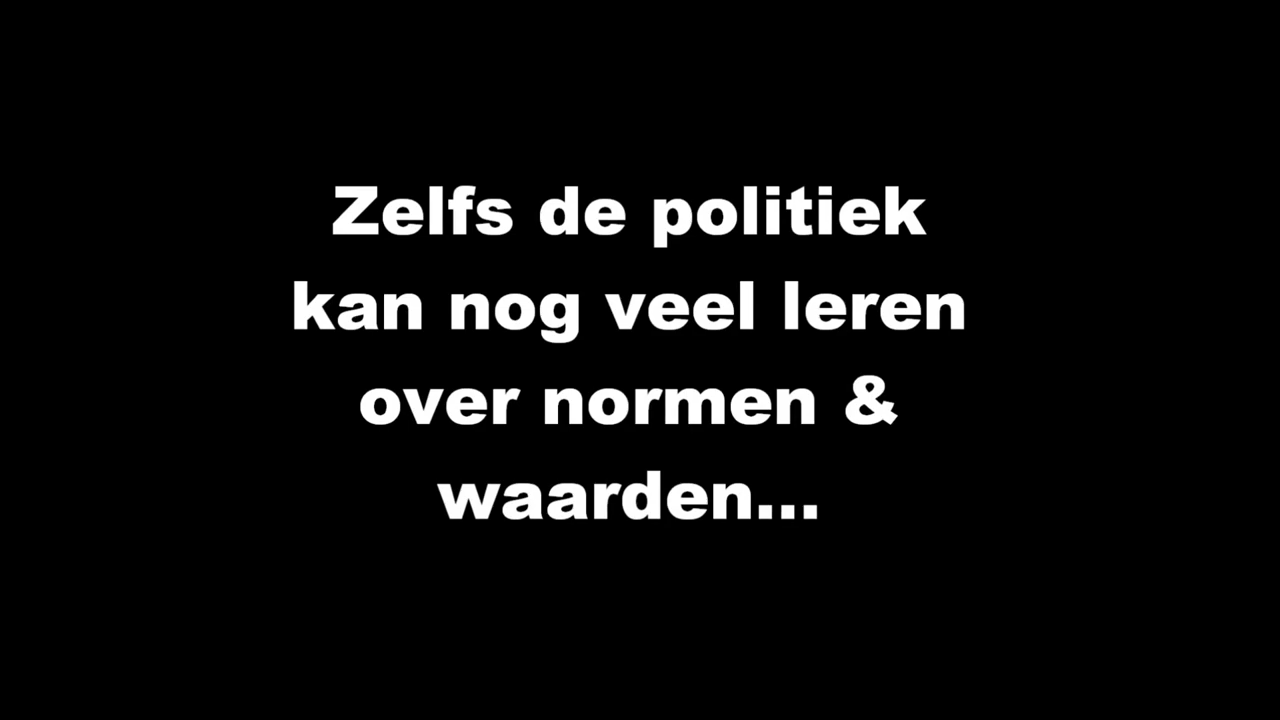 Zelfs de politiek
kan nog veel leren
over normen &
waarden...